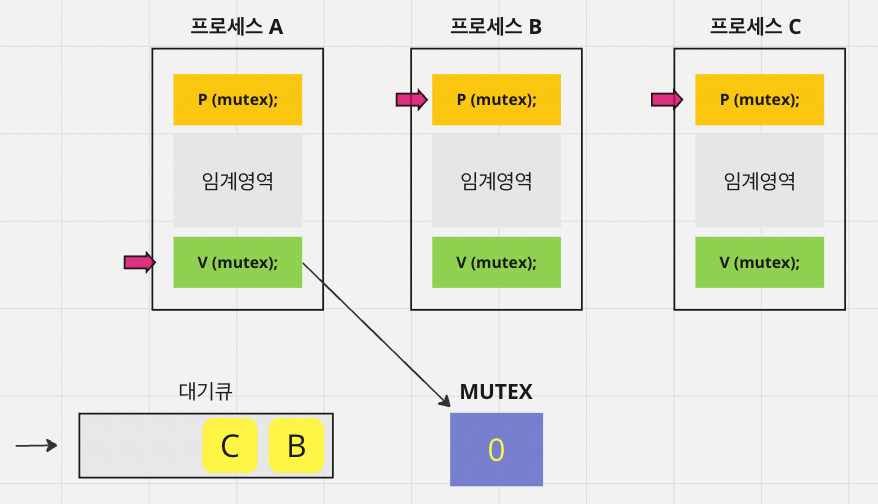 프로세스 A
프로세스 B
프로세스 C
P (mutex);
P (mutex);
P (mutex);
임계영역
임계영역
임계영역
V (mutex);
V (mutex);
V (mutex);
대기큐
MUTEX
C
B
0